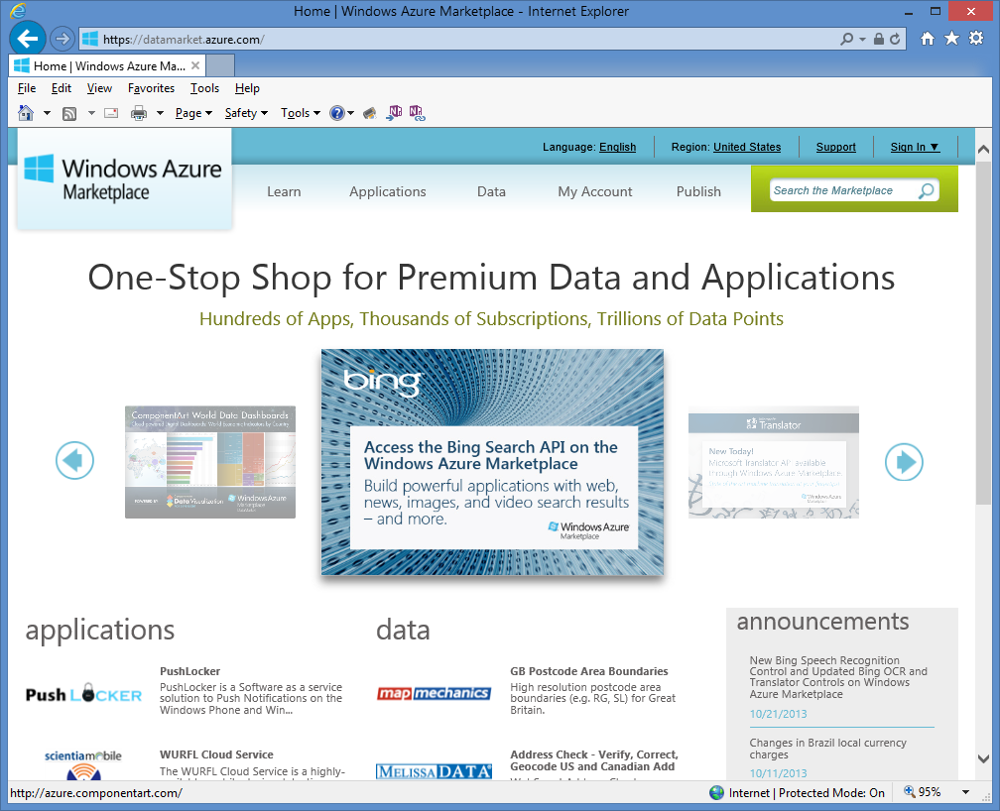 Home | Windows Azure Marketplace - Internet Explorer
https://datamarket.azure.com/
Home | Windows Azure Ma...
File Edit View Favorites Tools Help
Page Safety Tools
Language: English Region: United States Support Sign In ▼
Windows Azure
Marketplace
Learn Applications Data My Account Publish
Search the Marketplace
One-Stop Shop for Premium Data and Applications
Hundreds of Apps, Thousands of Subscriptions, Trillions of Data Points
ComponentArt World Data Dashboards
POWERED BY Data Visualization Windows Azure
bing
Access the Bing Search API on the
Windows Azure Marketplace
Build powerful applications with web,
news, images, and video search results
– and more.
Windows Azure
Marketplace
Translator
New Today!
Microsoft Translator API available
through Windows Azure Marketplace.
Windows Azure
applications
Push LOCKER
PushLocker
PushLocker is a Software as a service
solution to Push Notifications on the
Windows Phone and Win...
scientiamobile
WURFL Cloud Service
The WURFL Cloud Service is a highly-
data
map mechanics
GB Postcode Area Boundaries
High resolution postcode area
boundaries (e.g. RG, SL) for Great
Britain.
MELISSA DATA
Address Check - Verify, Correct,
Geocode US and Canadian Add
announcements
New Bing Speech Recognition
Control and Updated Bing OCR and
Translator Controls on Windows
Azure Marketplace
10/21/2013
Changes in Brazil local currency
charges
10/11/2013
http://azure.componentart.com/
Internet | Protected Mode: On
95%